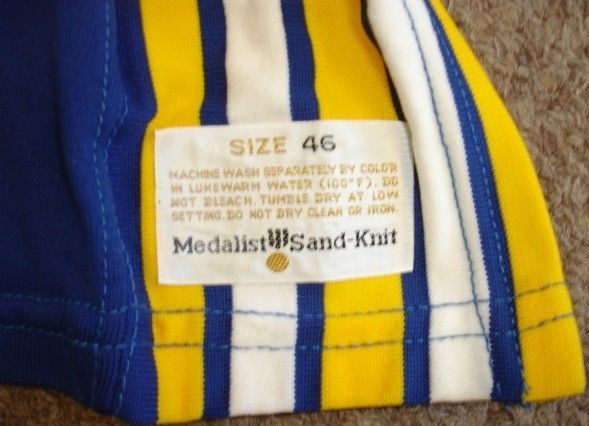 SIZE 46
MACHINE WASH SEPARATELY BY COLOR
IN LUKEWARM WATER (100°F). DO
NOT BLEACH. TUMBLE DRY AT LOW
SETTING. DO NOT DRY CLEAN OR IRON.
Medalist Sand-Knit